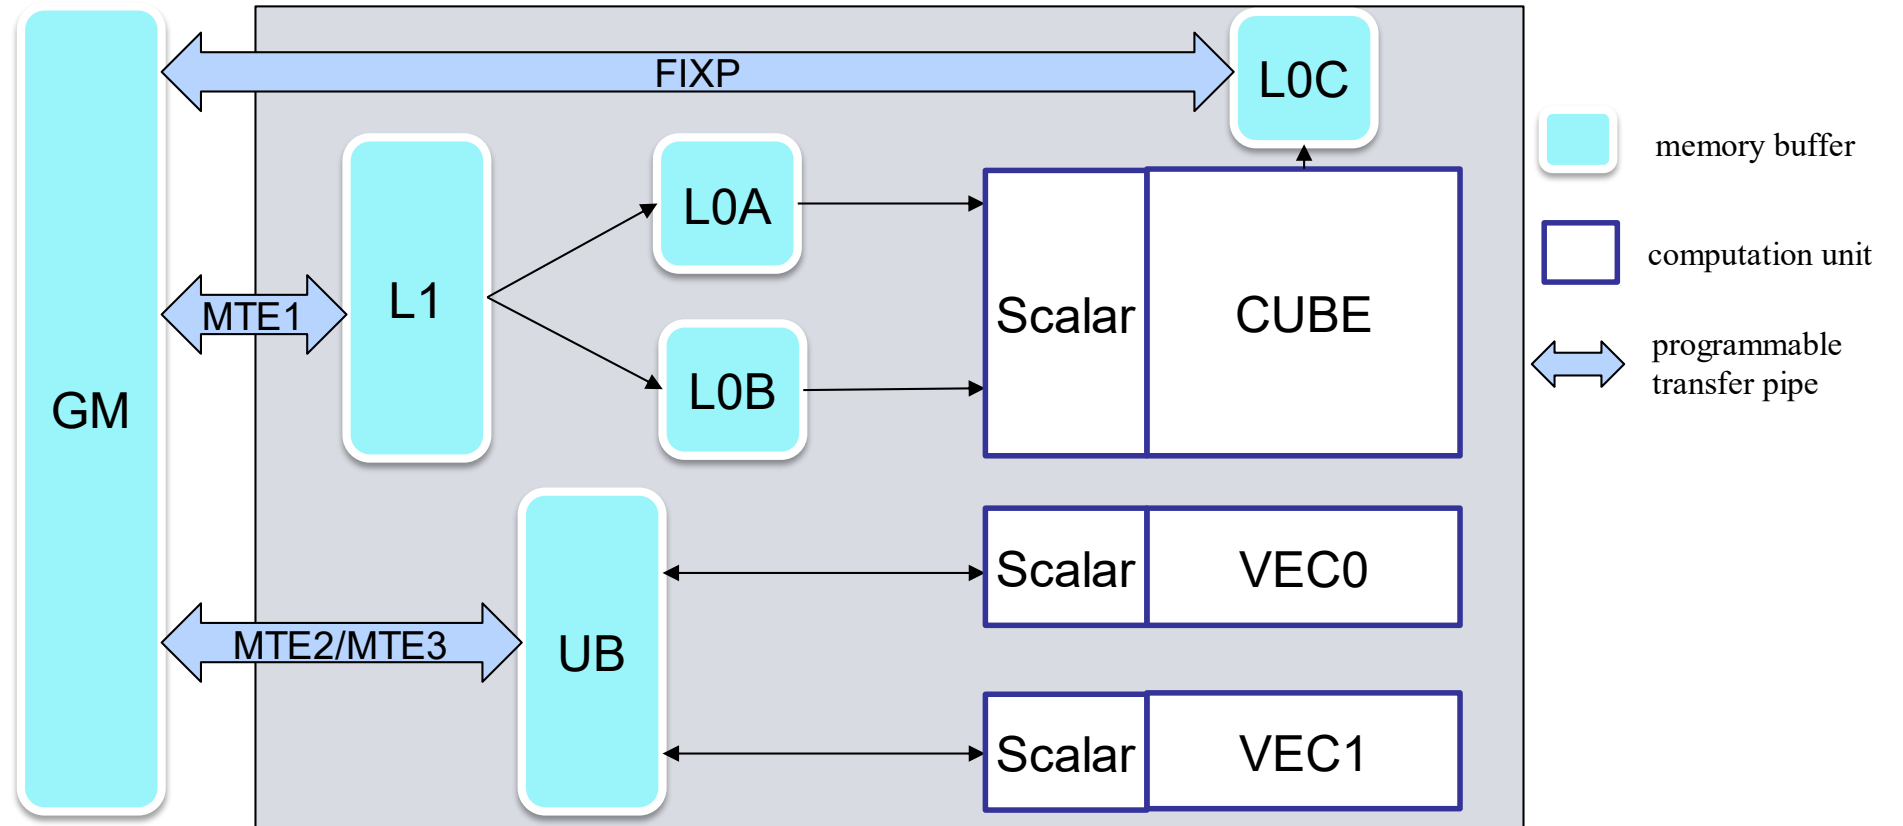 GM
FIXP
L0C
MTE1
L1
L0A
L0B
Scalar
CUBE
MTE2/MTE3
UB
Scalar
VEC0
Scalar
VEC1
memory buffer
computation unit
programmable
transfer pipe